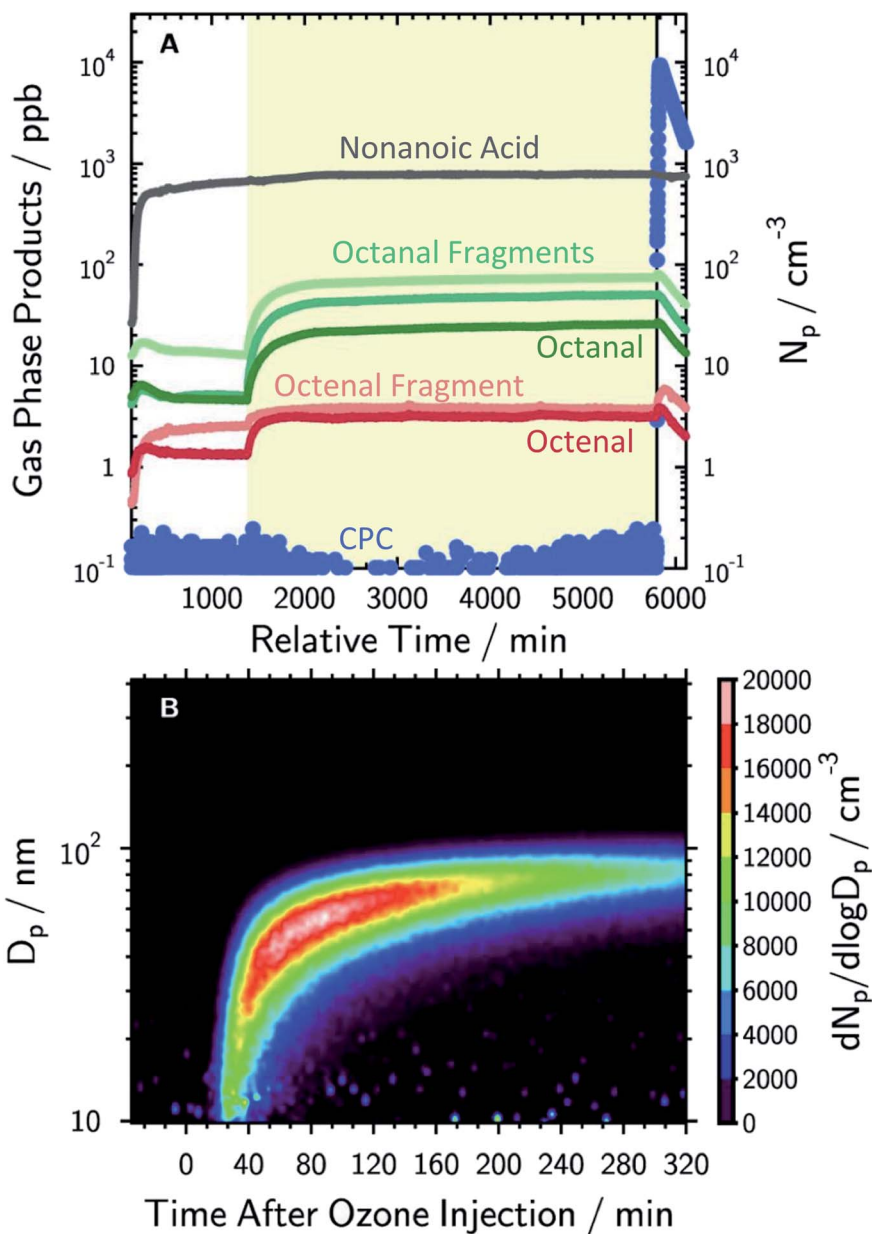 A
Gas Phase Products / ppb
10^4
10^3
10^2
10
1
10^-1
Nonanoic Acid
Octanal Fragments
Octanal
Octenal Fragment
Octenal
CPC
10^4
10^3
10^2
10
1
10^-1
N_p / cm^-3
1000 2000 3000 4000 5000 6000
Relative Time / min
B
D_p / nm
10^2
10
0 40 80 120 160 200 240 280 320
Time After Ozone Injection / min
20000
18000
16000
14000
12000
10000
8000
6000
4000
2000
0
dN_p/dlogD_p / cm^-3